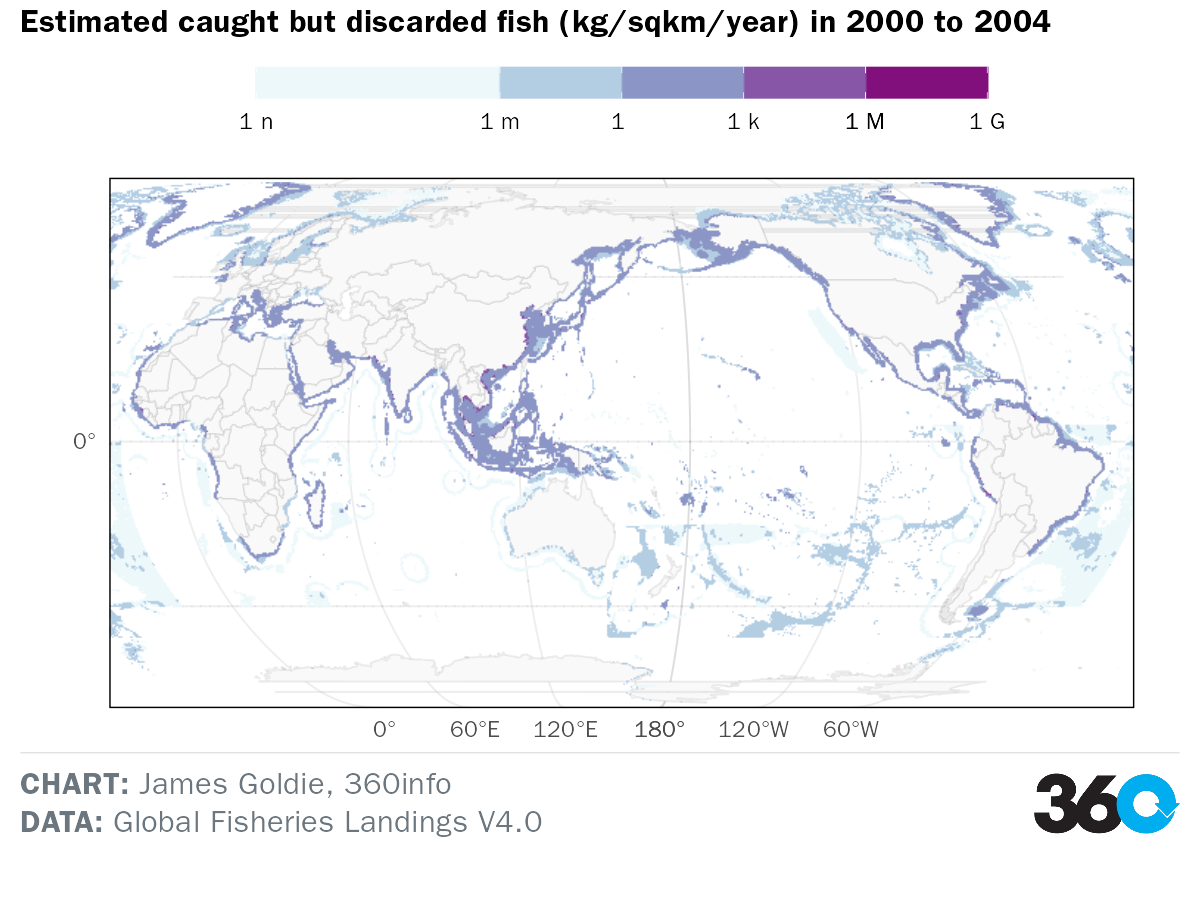 Estimated caught but discarded fish (kg/sqkm/year) in 2000 to 2004
1 n 1 m 1 1 k 1 M 1 G
0°
0° 60°E 120°E 180° 120°W 60°W
CHART: James Goldie, 360info
DATA: Global Fisheries Landings V4.0
360